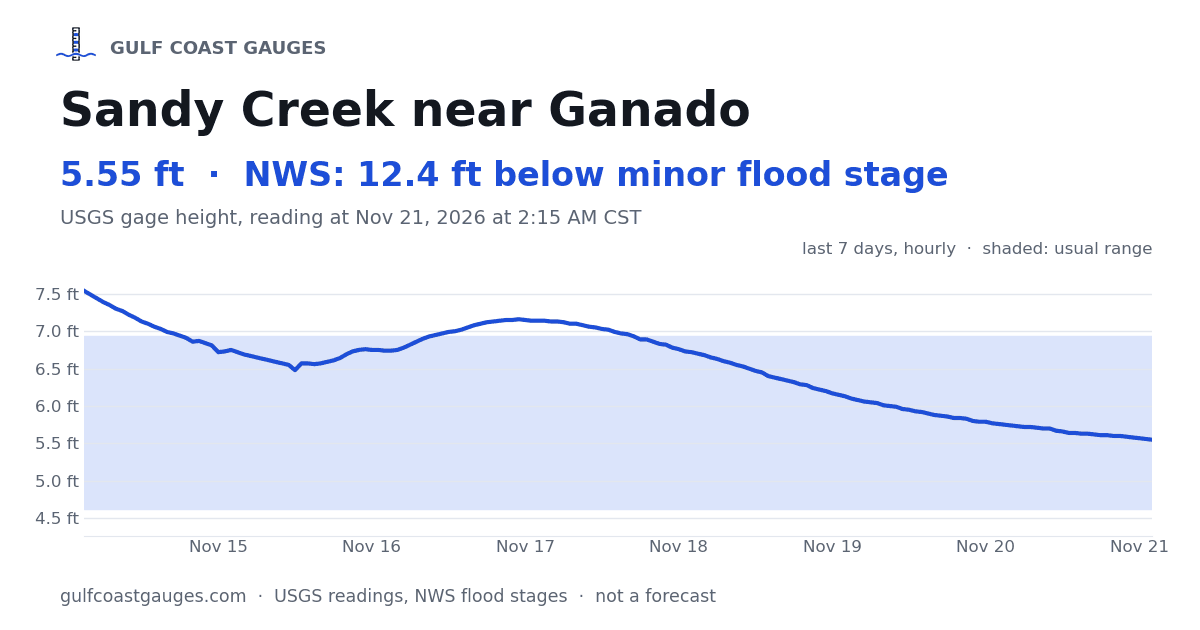 GULF COAST GAUGES
Sandy Creek near Ganado
5.55 ft · NWS: 12.4 ft below minor flood stage
USGS gage height, reading at Nov 21, 2026 at 2:15 AM CST
last 7 days, hourly · shaded: usual range
7.5 ft
7.0 ft
6.5 ft
6.0 ft
5.5 ft
5.0 ft
4.5 ft
Nov 15 Nov 16 Nov 17 Nov 18 Nov 19 Nov 20 Nov 21
gulfcoastgauges.com · USGS readings, NWS flood stages · not a forecast